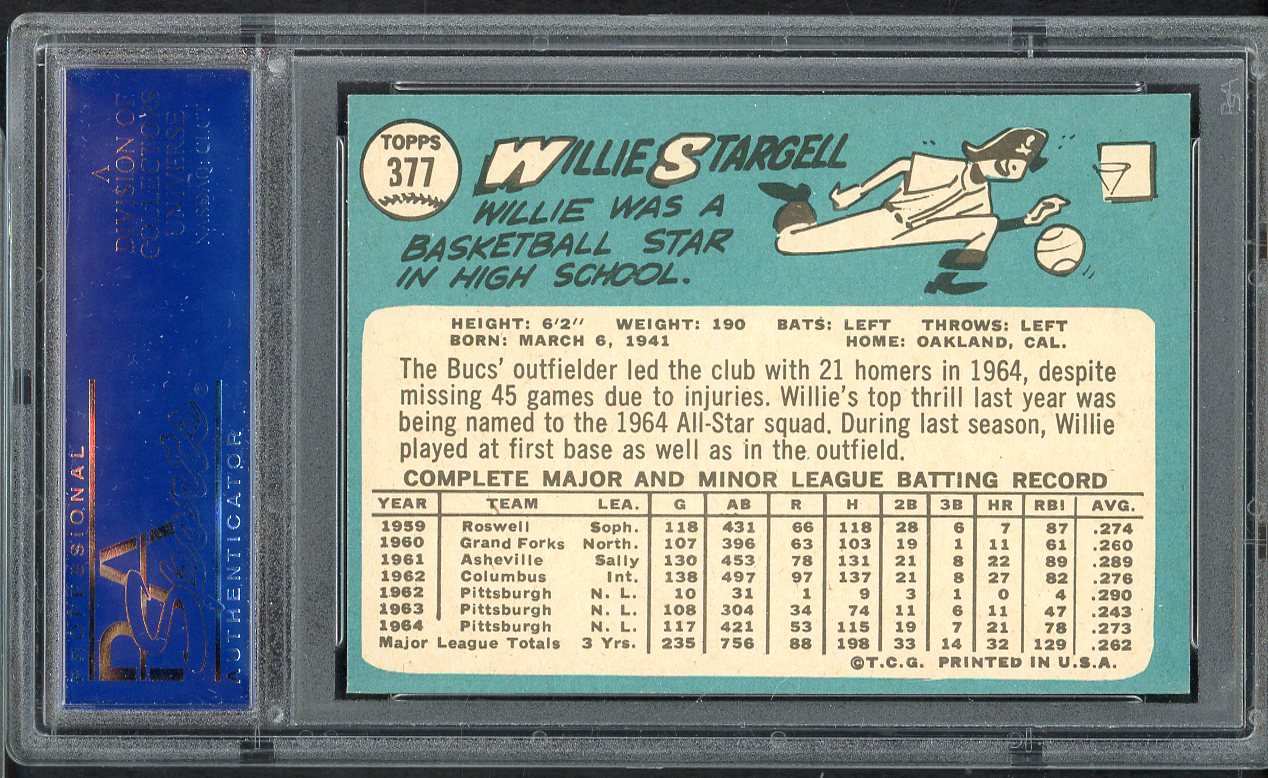 TOPPS
377
WILLIE STARGELL
WILLIE WAS A
BASKETBALL STAR
IN HIGH SCHOOL.
HEIGHT: 6'2" WEIGHT: 190 BATS: LEFT THROWS: LEFT
BORN: MARCH 6, 1941 HOME: OAKLAND, CAL.
The Bucs' outfielder led the club with 21 homers in 1964, despite
missing 45 games due to injuries. Willie's top thrill last year was
being named to the 1964 All-Star squad. During last season, Willie
played at first base as well as in the outfield.
COMPLETE MAJOR AND MINOR LEAGUE BATTING RECORD
YEAR TEAM LEA. G AB R H 2B 3B HR RBI AVG.
1959 Roswell Soph. 118 431 66 118 28 6 7 87 .274
1960 Grand Forks North. 107 396 63 103 19 1 11 61 .260
1961 Asheville Sally 130 453 78 131 21 8 22 89 .289
1962 Columbus Int. 138 497 97 137 21 8 27 82 .276
1962 Pittsburgh N. L. 10 31 1 9 3 1 0 4 .290
1963 Pittsburgh N. L. 108 304 34 74 11 6 11 47 .243
1964 Pittsburgh N. L. 117 421 53 115 19 7 21 78 .273
Major League Totals 3 Yrs. 235 756 88 198 33 14 32 129 .262
©T.C.G. PRINTED IN U.S.A.
A
DIVISION OF
COLLECTORS
UNIVERSE
NASDAQ: CLCT
PROFESSIONAL
PSA
Sports
AUTHENTICATOR
PSA